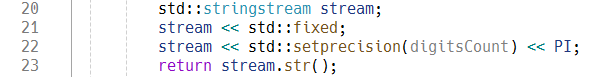 20 std::stringstream stream;
21 stream << std::fixed;
22 stream << std::setprecision(digitsCount) << PI;
23 return stream.str();